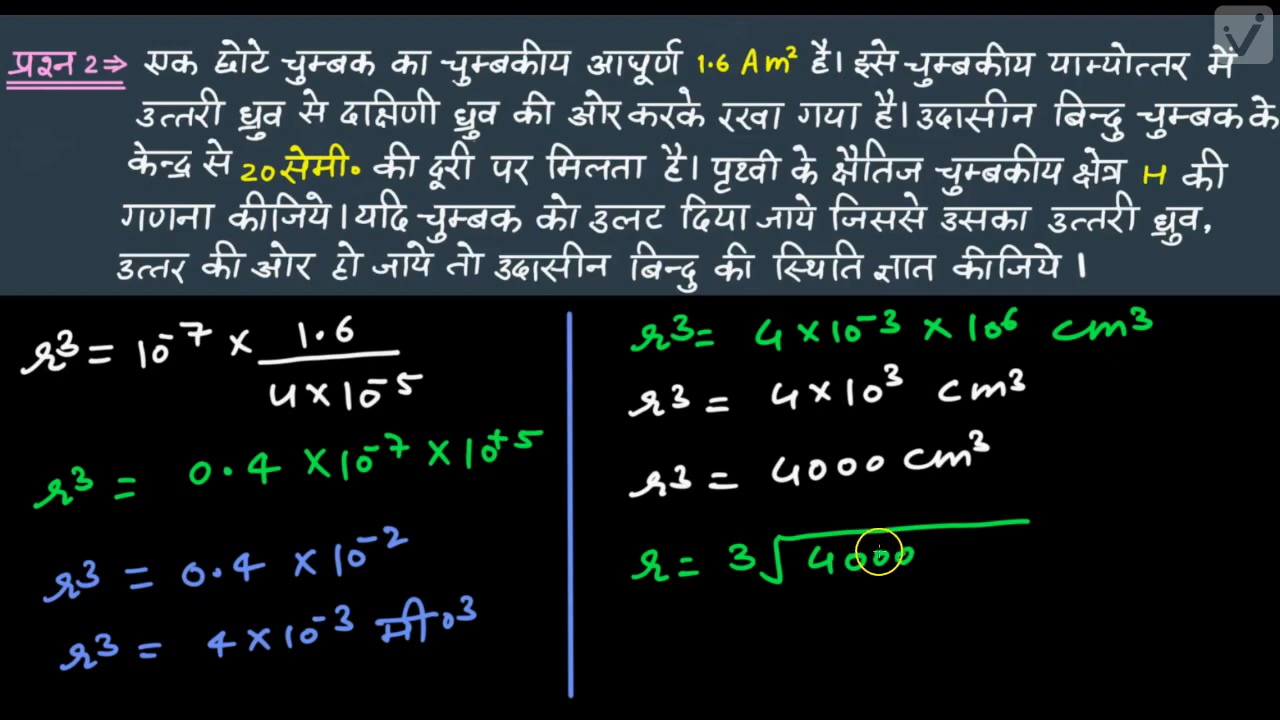 प्रश्न 2⇒ एक छोटे चुम्बक का चुम्बकीय आघूर्ण 1.6 Am² है। इसे चुम्बकीय याम्योत्तर में
उत्तरी ध्रुव से दक्षिणी ध्रुव की ओर करके रखा गया है। उदासीन बिन्दु चुम्बक के
केन्द्र से 20 सेमी० की दूरी पर मिलता है। पृथ्वी के क्षैतिज चुम्बकीय क्षेत्र H की
गणना कीजिये। यदि चुम्बक को उलट दिया जाये जिससे उसका उत्तरी ध्रुव,
उत्तर की ओर हो जाये तो उदासीन बिन्दु की स्थिति ज्ञात कीजिये।
r³ = 10⁻⁷ × 1.6 / 4×10⁻⁵
r³ = 0.4 × 10⁻⁷ × 10⁺⁵
r³ = 0.4 × 10⁻²
r³ = 4×10⁻³ मी०³
r³ = 4×10⁻³ × 10⁶ cm³
r³ = 4×10³ cm³
r³ = 4000 cm³
r = 3√4000